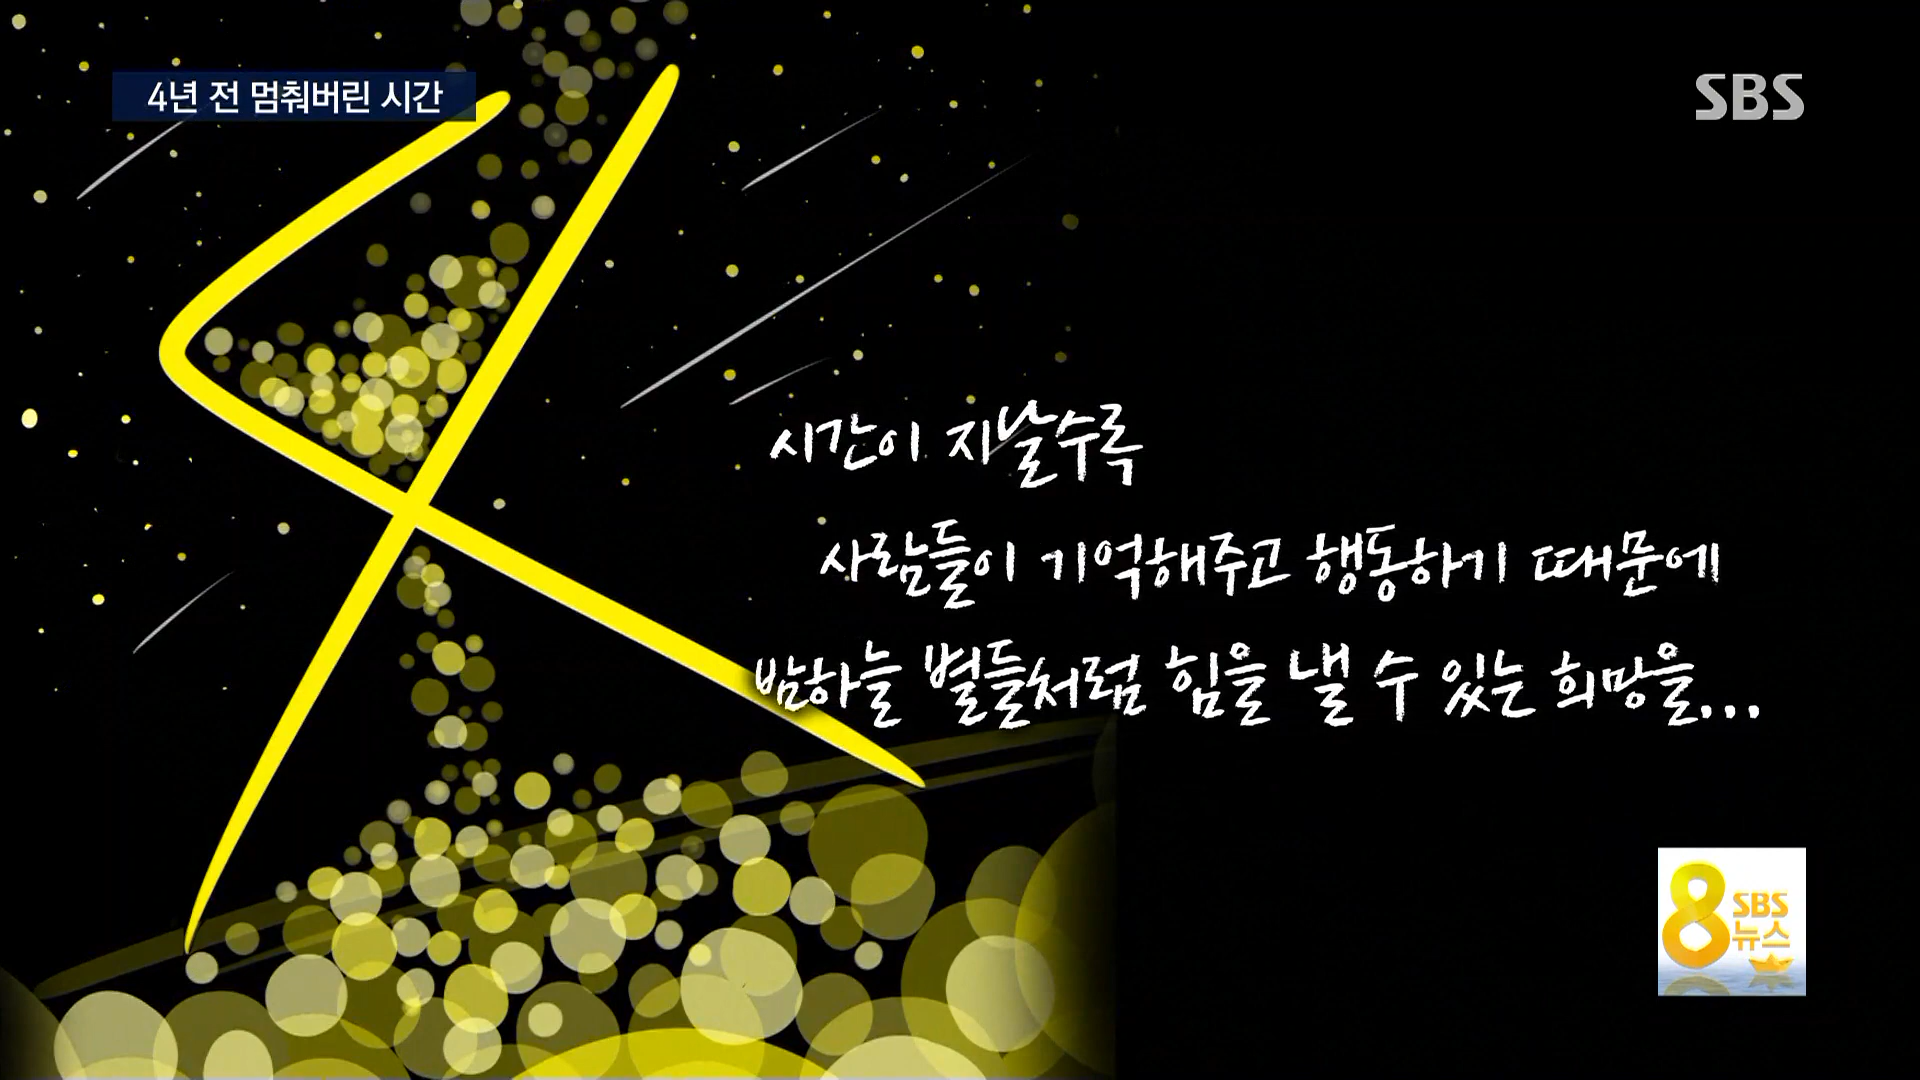 4년 전 멈춰버린 시간
SBS
시간이 지날수록
사람들이 기억해주고 행동하기 때문에
밤하늘 별들처럼 힘을 낼 수 있는 희망을...
8 SBS
뉴스